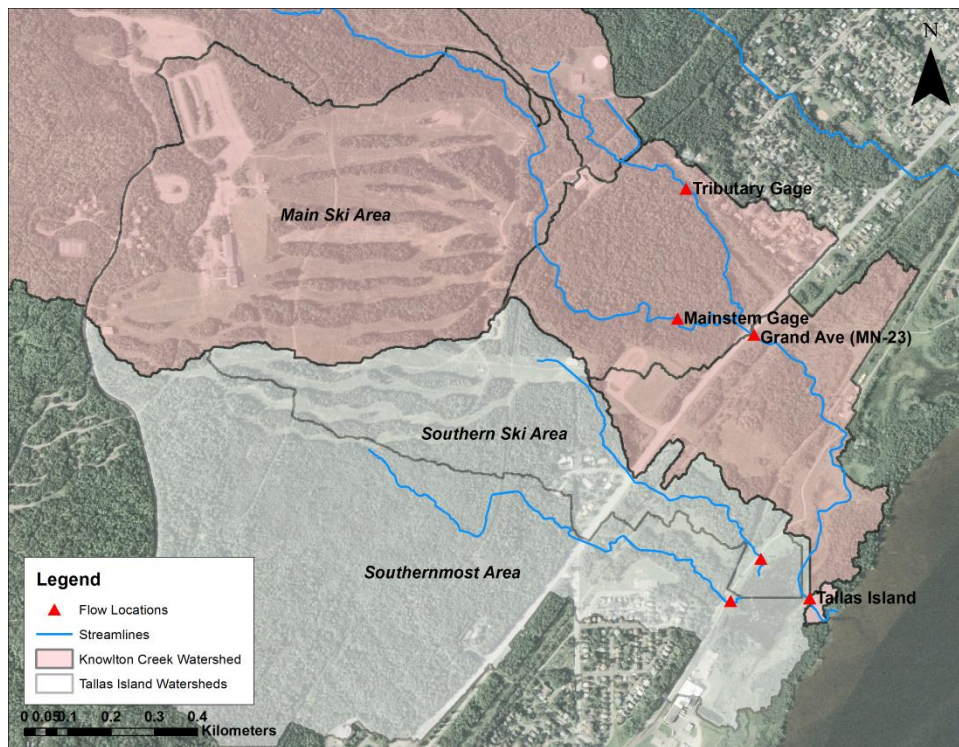 N
Tributary Gage
Main Ski Area
Mainstem Gage
Grand Ave (MN-23)
Southern Ski Area
Southernmost Area
Tallas Island
Legend
Flow Locations
Streamlines
Knowlton Creek Watershed
Tallas Island Watersheds
0 0.05 0.1 0.2 0.3 0.4
Kilometers